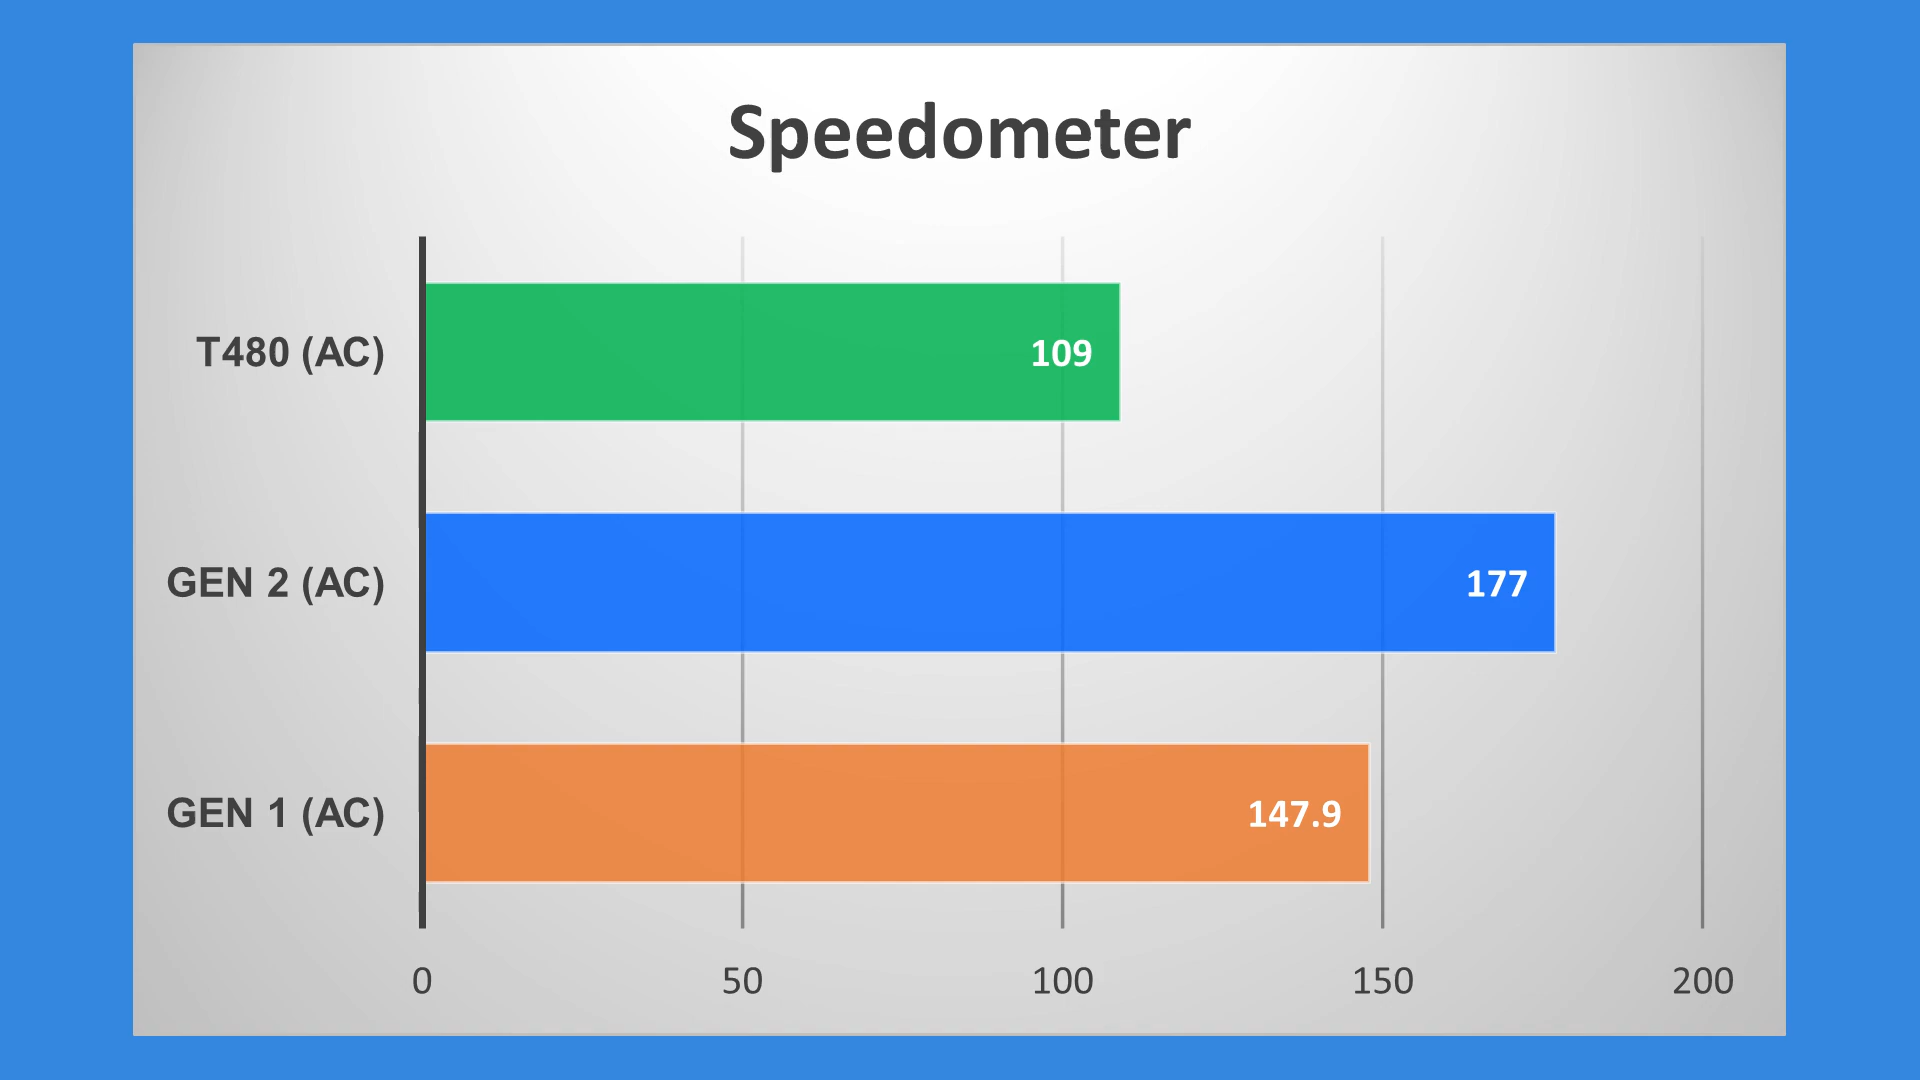 Speedometer
T480 (AC)
109
GEN 2 (AC)
177
GEN 1 (AC)
147.9
0 50 100 150 200